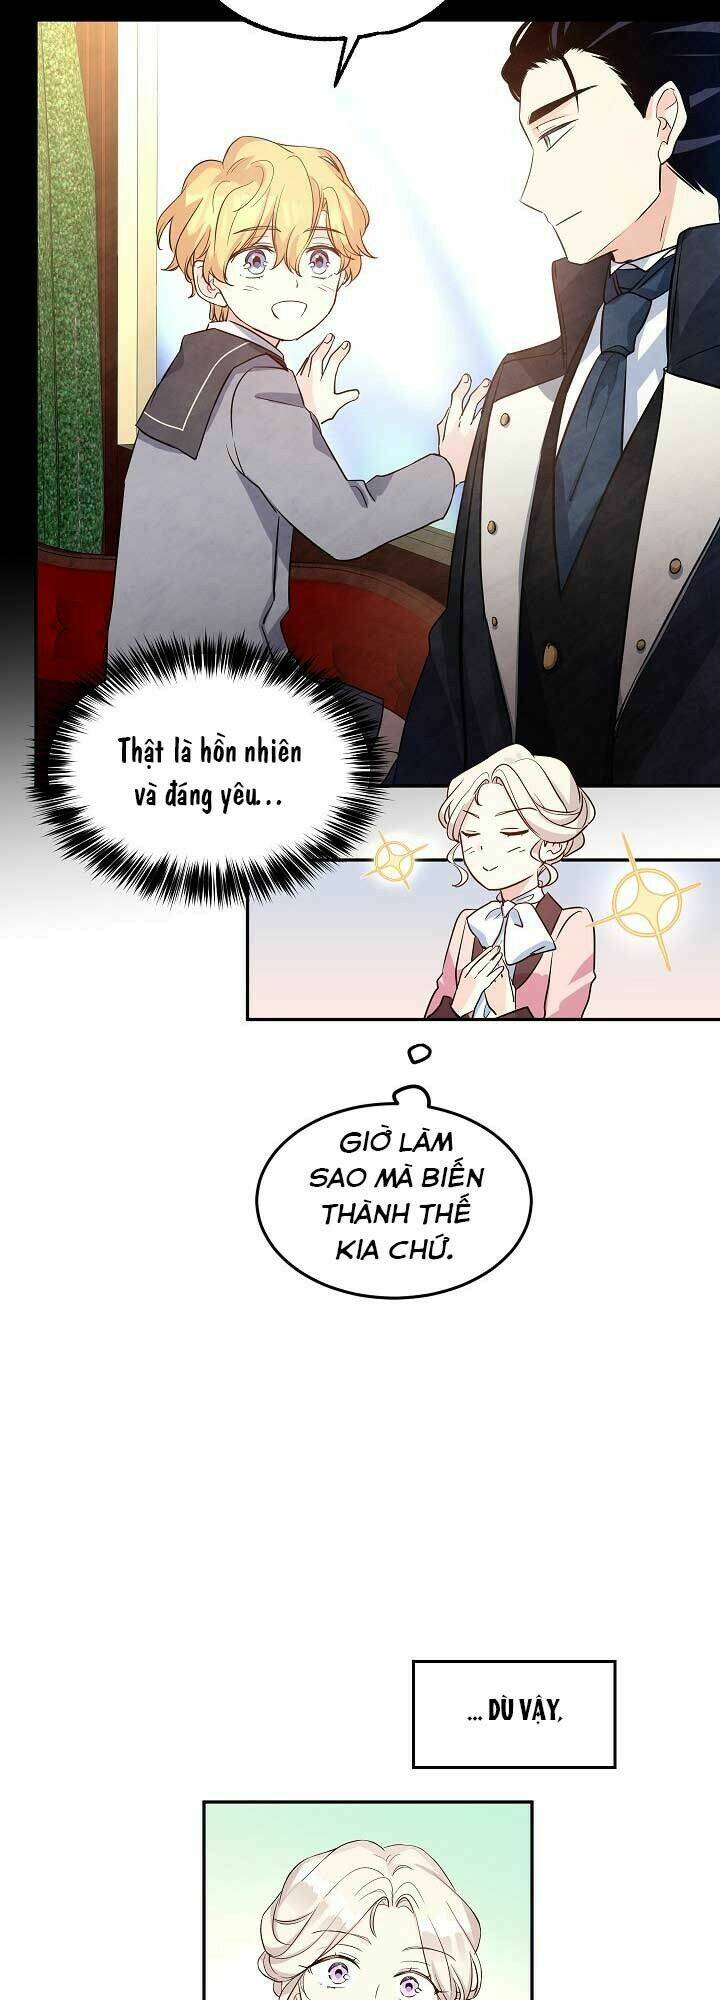 Thật là hồn nhiên
và đáng yêu...
GIỜ LÀM
SAO MÀ BIẾN
THÀNH THẾ
KIA CHỨ.
... DÙ VẬY,